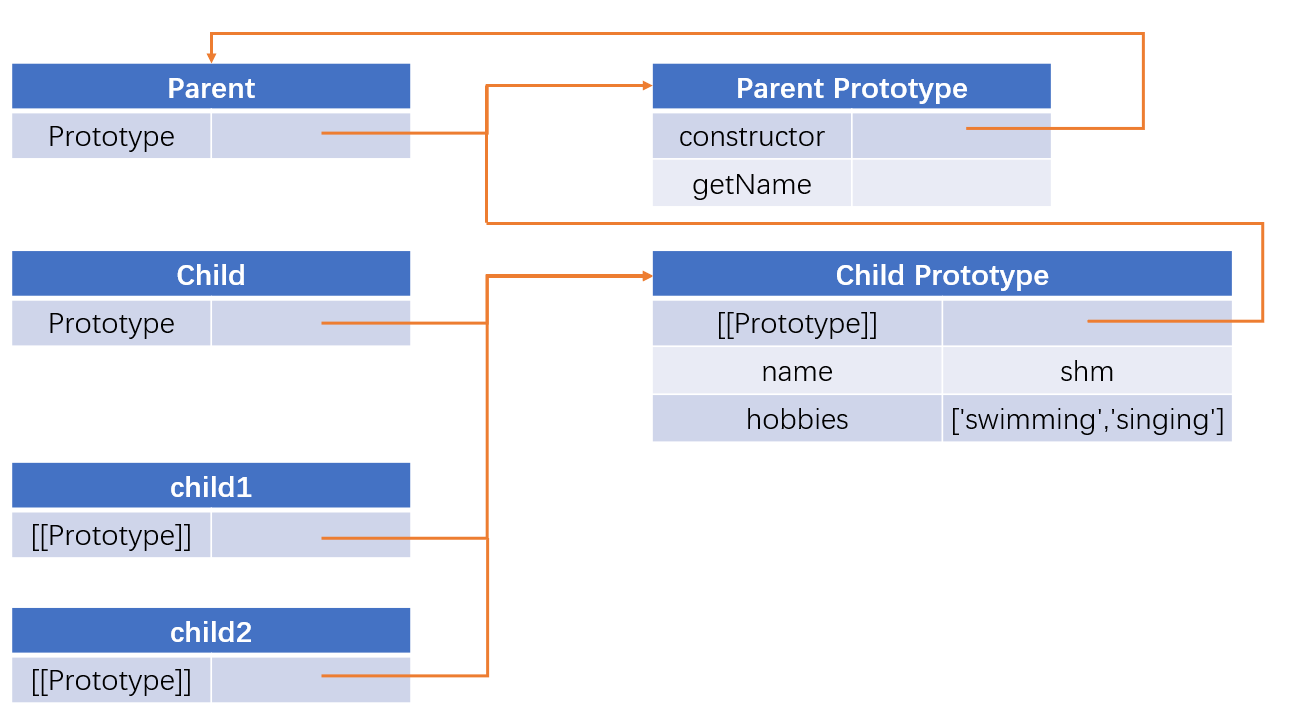 Parent
Prototype
Parent Prototype
constructor
getName
Child
Prototype
Child Prototype
[[Prototype]]
name shm
hobbies ['swimming','singing']
child1
[[Prototype]]
child2
[[Prototype]]